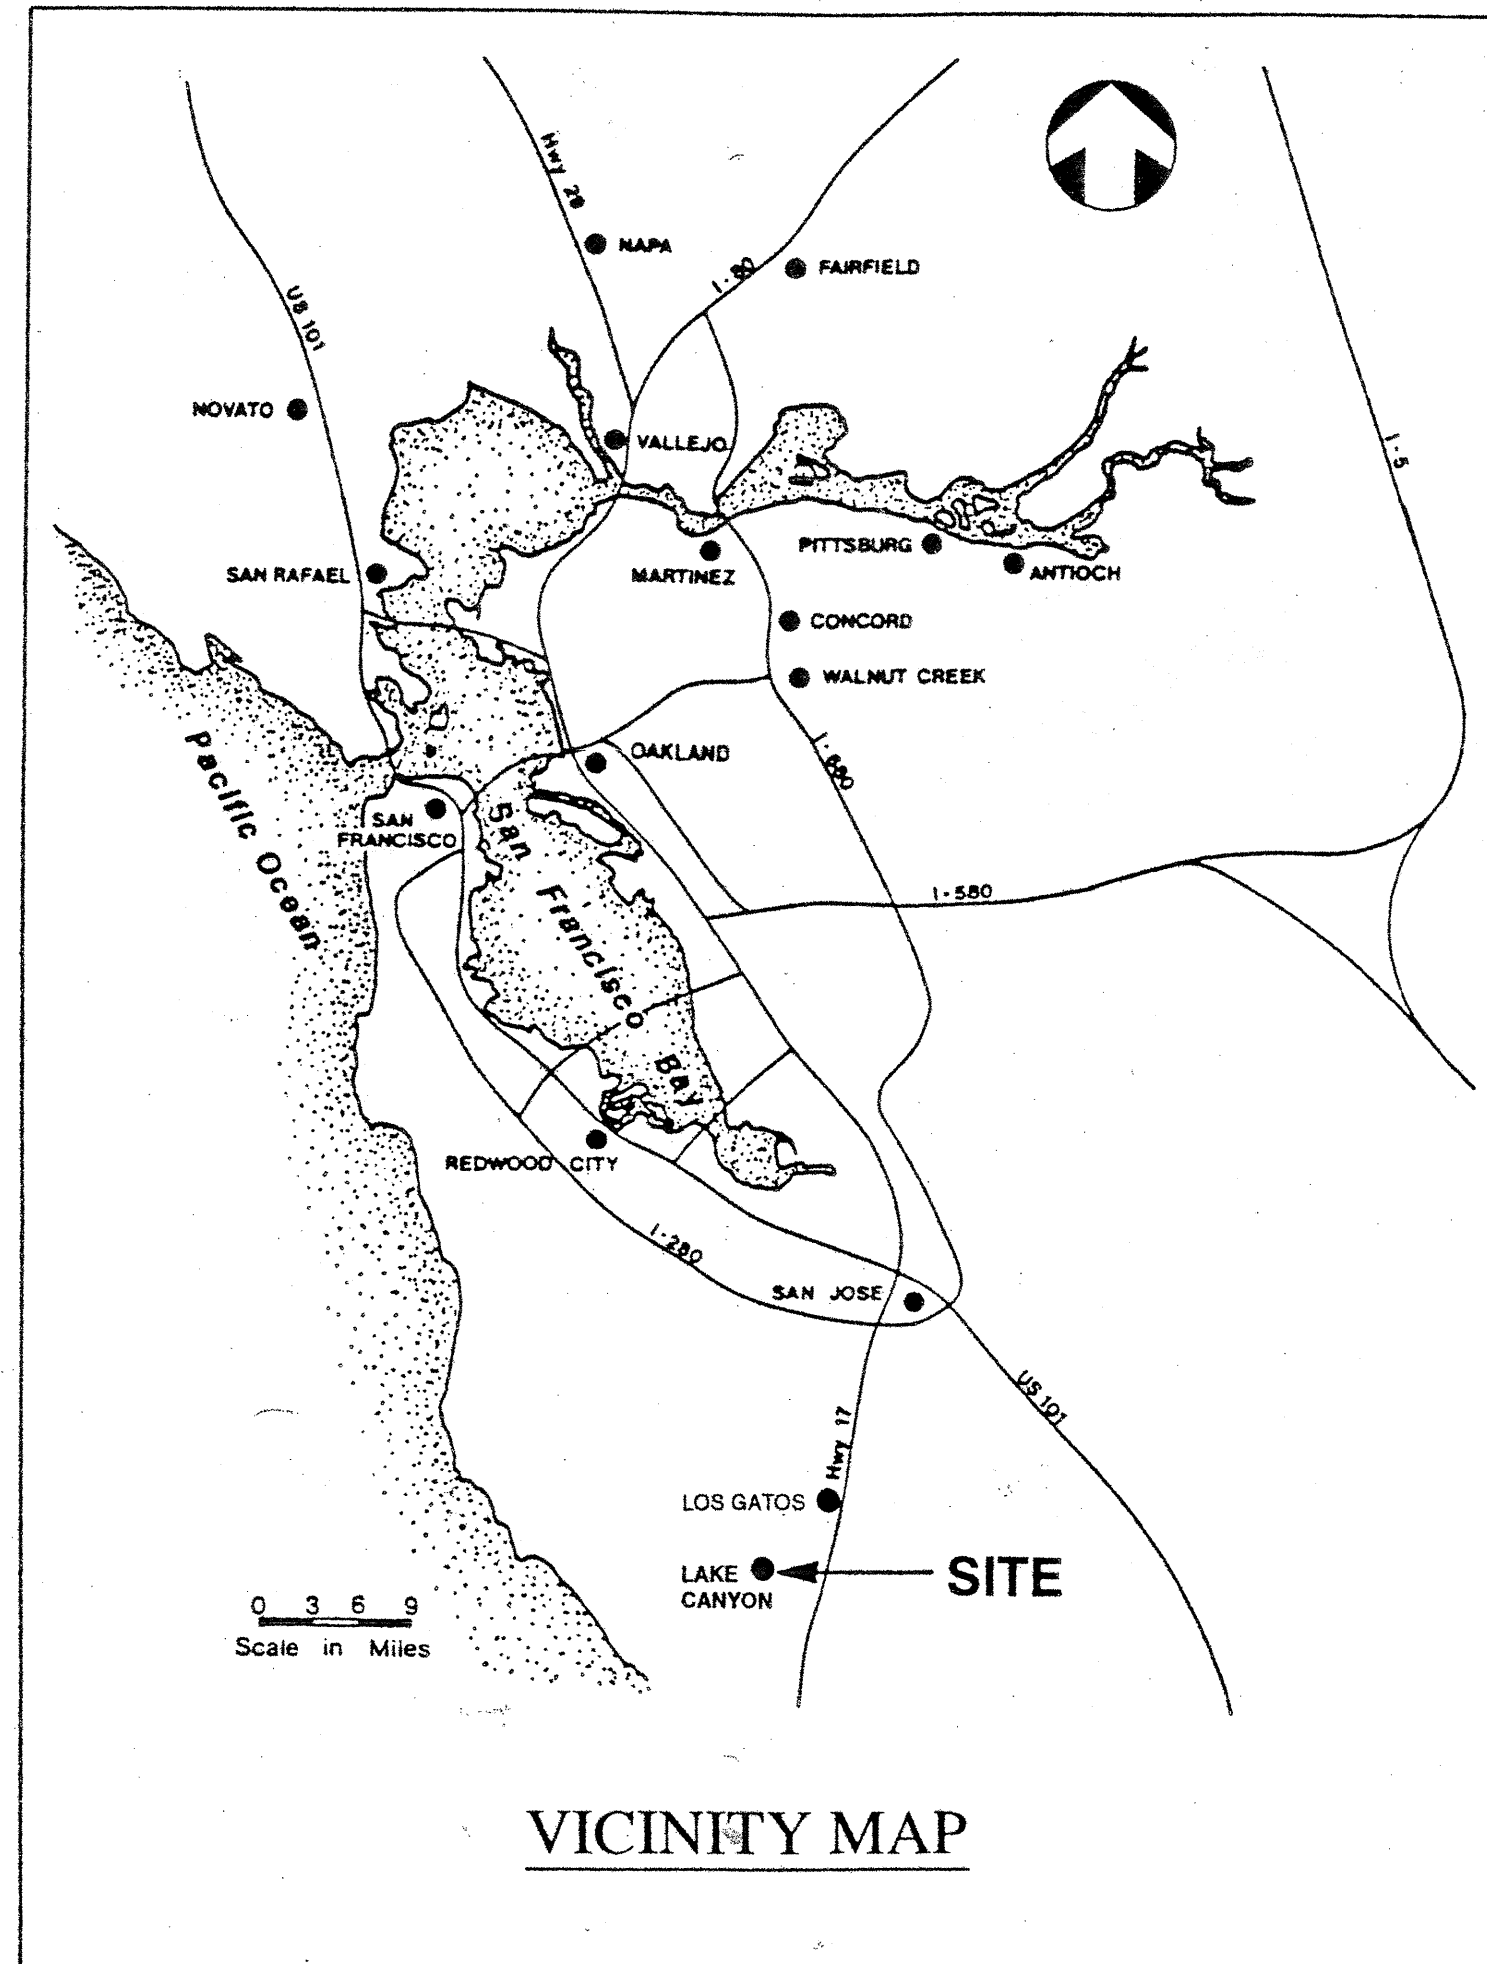 Hwy 29
NAPA
I-80
FAIRFIELD
US 101
NOVATO
VALLEJO
I-5
SAN RAFAEL
MARTINEZ
PITTSBURG
ANTIOCH
CONCORD
WALNUT CREEK
Pacific Ocean
OAKLAND
I-680
SAN
FRANCISCO
San Francisco Bay
I-580
REDWOOD CITY
I-280
SAN JOSE
US 101
Hwy 17
LOS GATOS
LAKE
CANYON
SITE
0 3 6 9
Scale in Miles
VICINITY MAP